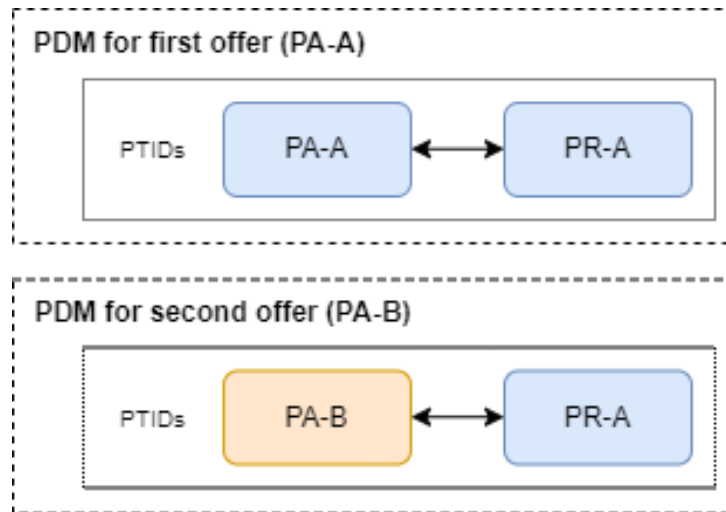 PDM for first offer (PA-A)
PTIDs PA-A PR-A
PDM for second offer (PA-B)
PTIDs PA-B PR-A